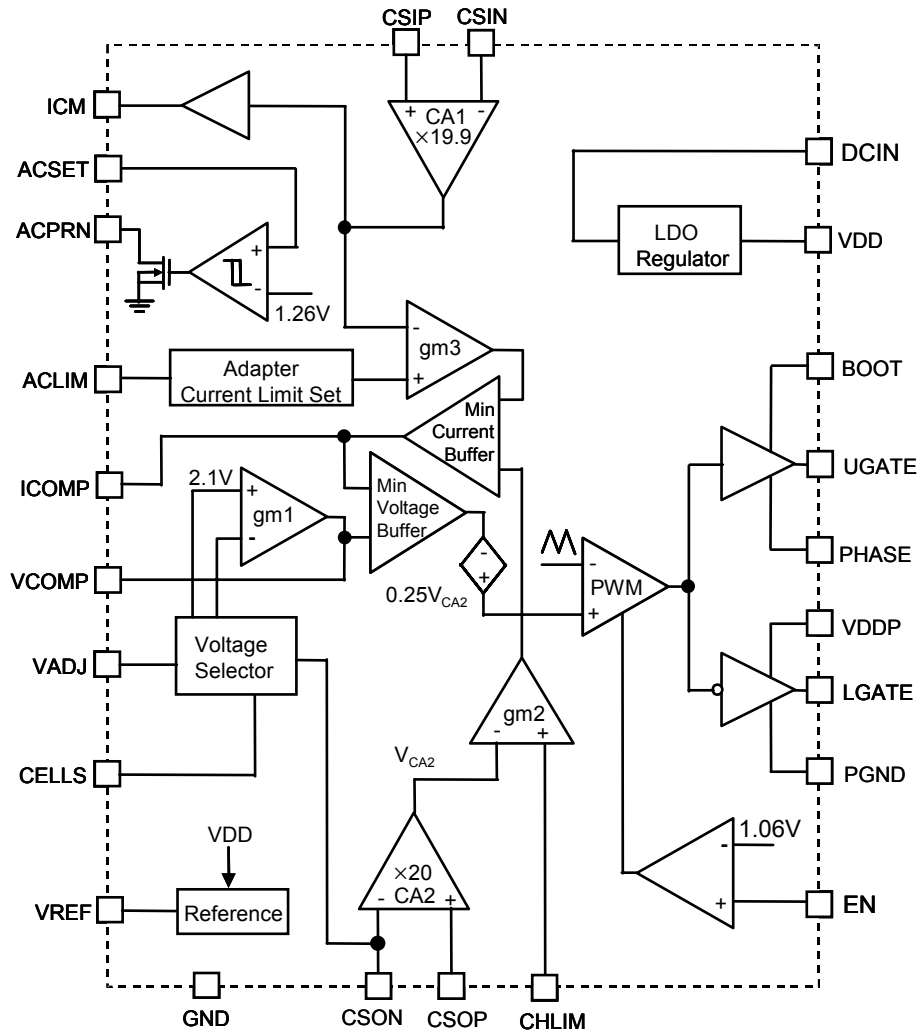 CSIP
CSIN
ICM
+
CA1
-
×19.9
ACSET
DCIN
ACPRN
LDO
Regulator
VDD
+
-
1.26V
-
gm3
+
ACLIM
Adapter
Current Limit Set
BOOT
Min
Current
Buffer
ICOMP
2.1V
+
gm1
-
Min
Voltage
Buffer
UGATE
-
+
-
PWM
+
PHASE
VCOMP
0.25VCA2
VDDP
VADJ
Voltage
Selector
LGATE
gm2
-
+
CELLS
VCA2
PGND
VDD
1.06V
-
×20
CA2
-
+
VREF
Reference
+
EN
GND
CSON
CSOP
CHLIM